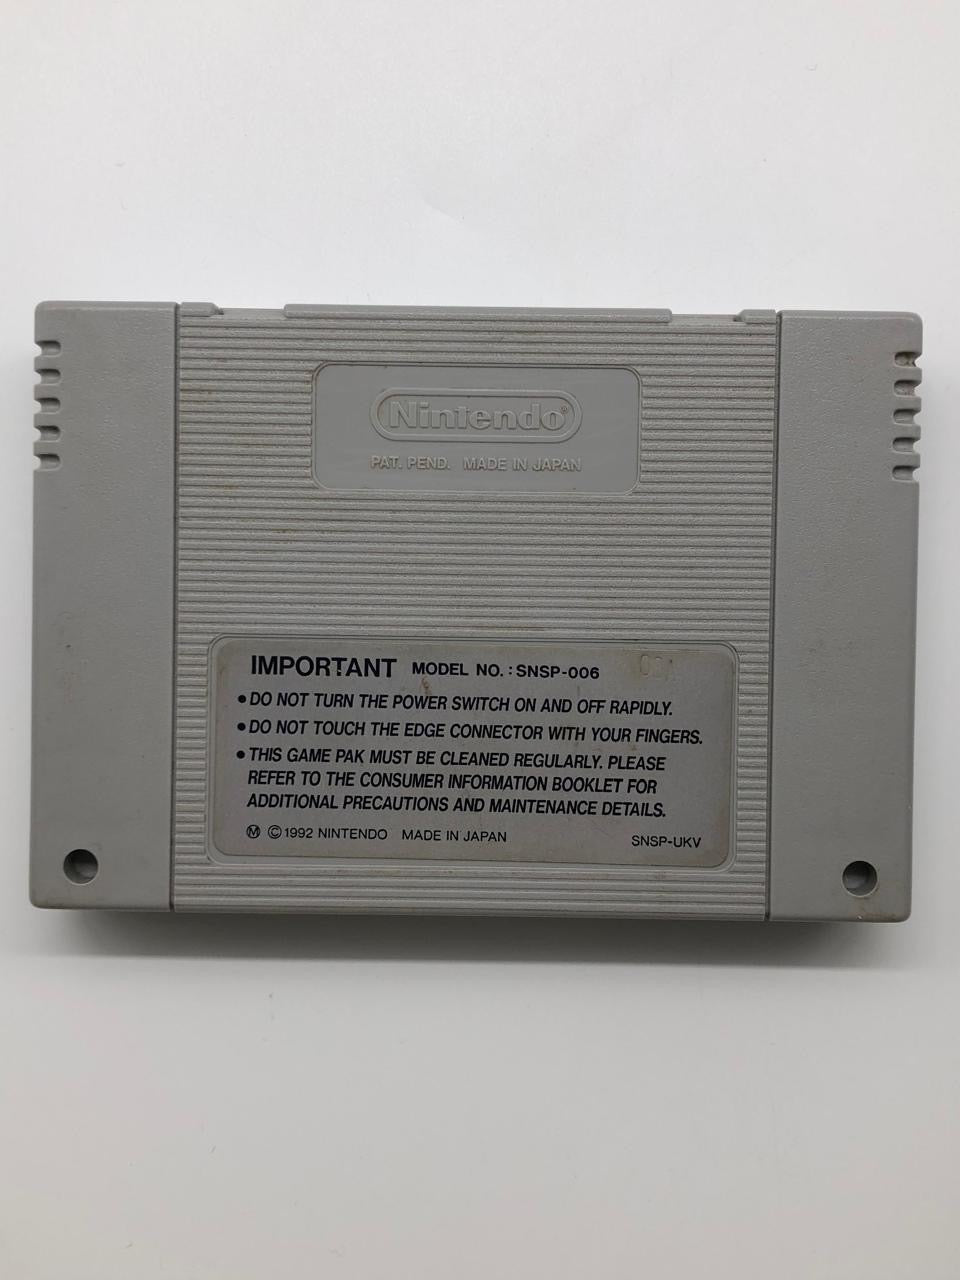 Nintendo®
PAT. PEND. MADE IN JAPAN
IMPORTANT MODEL NO. : SNSP-006
• DO NOT TURN THE POWER SWITCH ON AND OFF RAPIDLY.
• DO NOT TOUCH THE EDGE CONNECTOR WITH YOUR FINGERS.
• THIS GAME PAK MUST BE CLEANED REGULARLY. PLEASE
REFER TO THE CONSUMER INFORMATION BOOKLET FOR
ADDITIONAL PRECAUTIONS AND MAINTENANCE DETAILS.
Ⓜ ©1992 NINTENDO MADE IN JAPAN SNSP-UKV